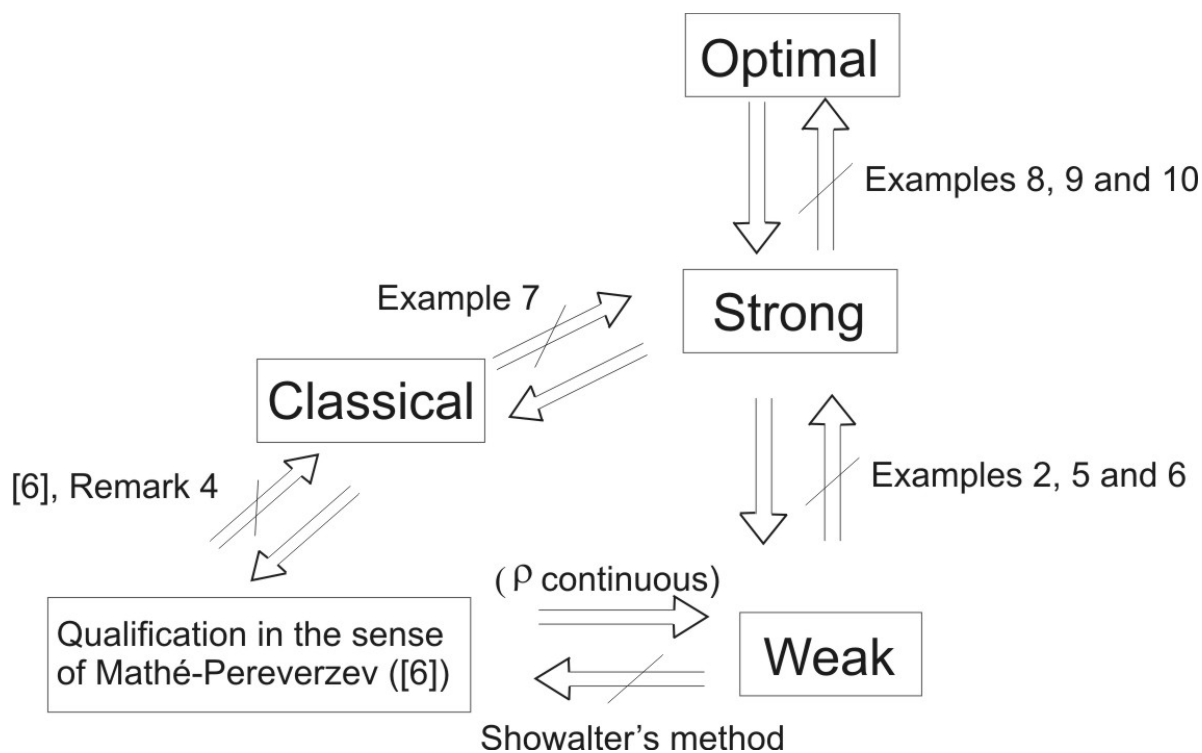 Optimal
Examples 8, 9 and 10
Example 7
Strong
Classical
[6], Remark 4
Examples 2, 5 and 6
(ρ continuous)
Qualification in the sense
of Mathé-Pereverzev ([6])
Weak
Showalter’s method